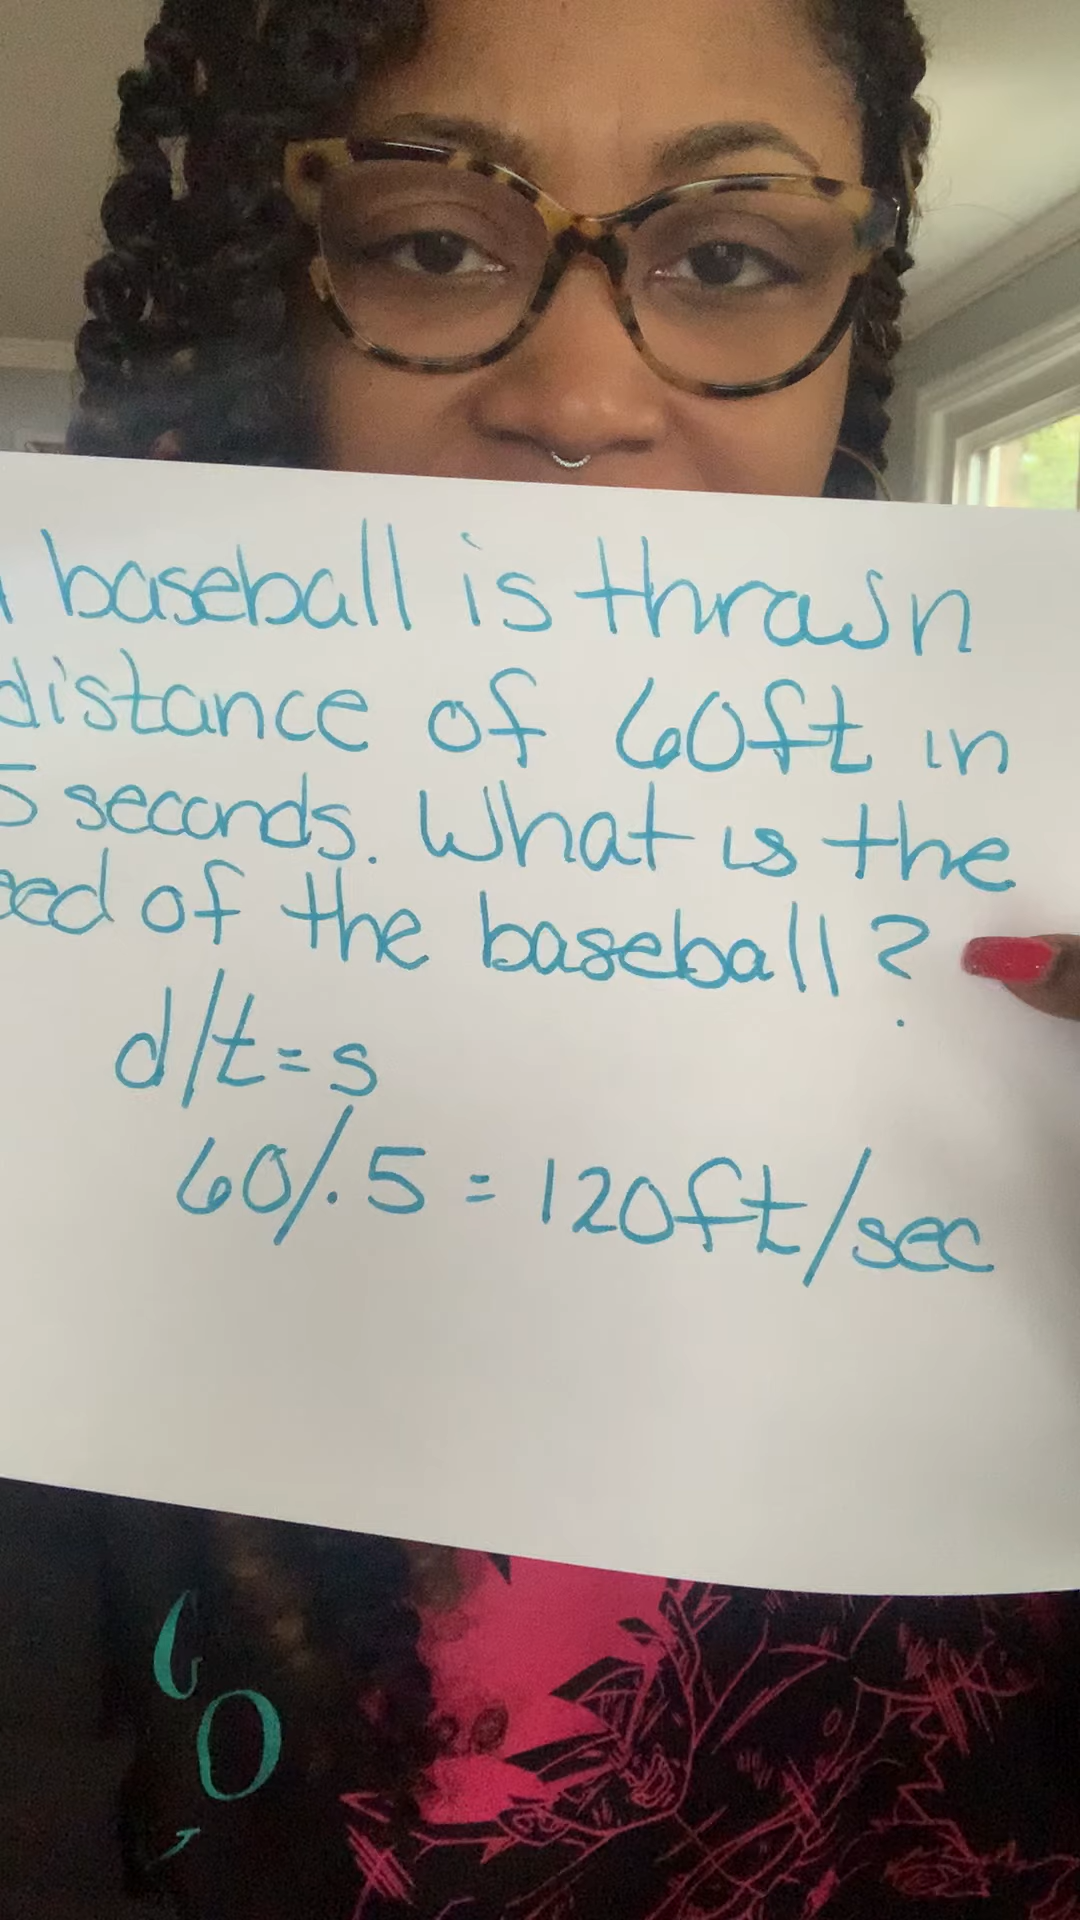 baseball is thrown
distance of 60ft in
5 seconds. What is the
eed of the baseball?
d/t=s
60/.5 = 120ft/sec